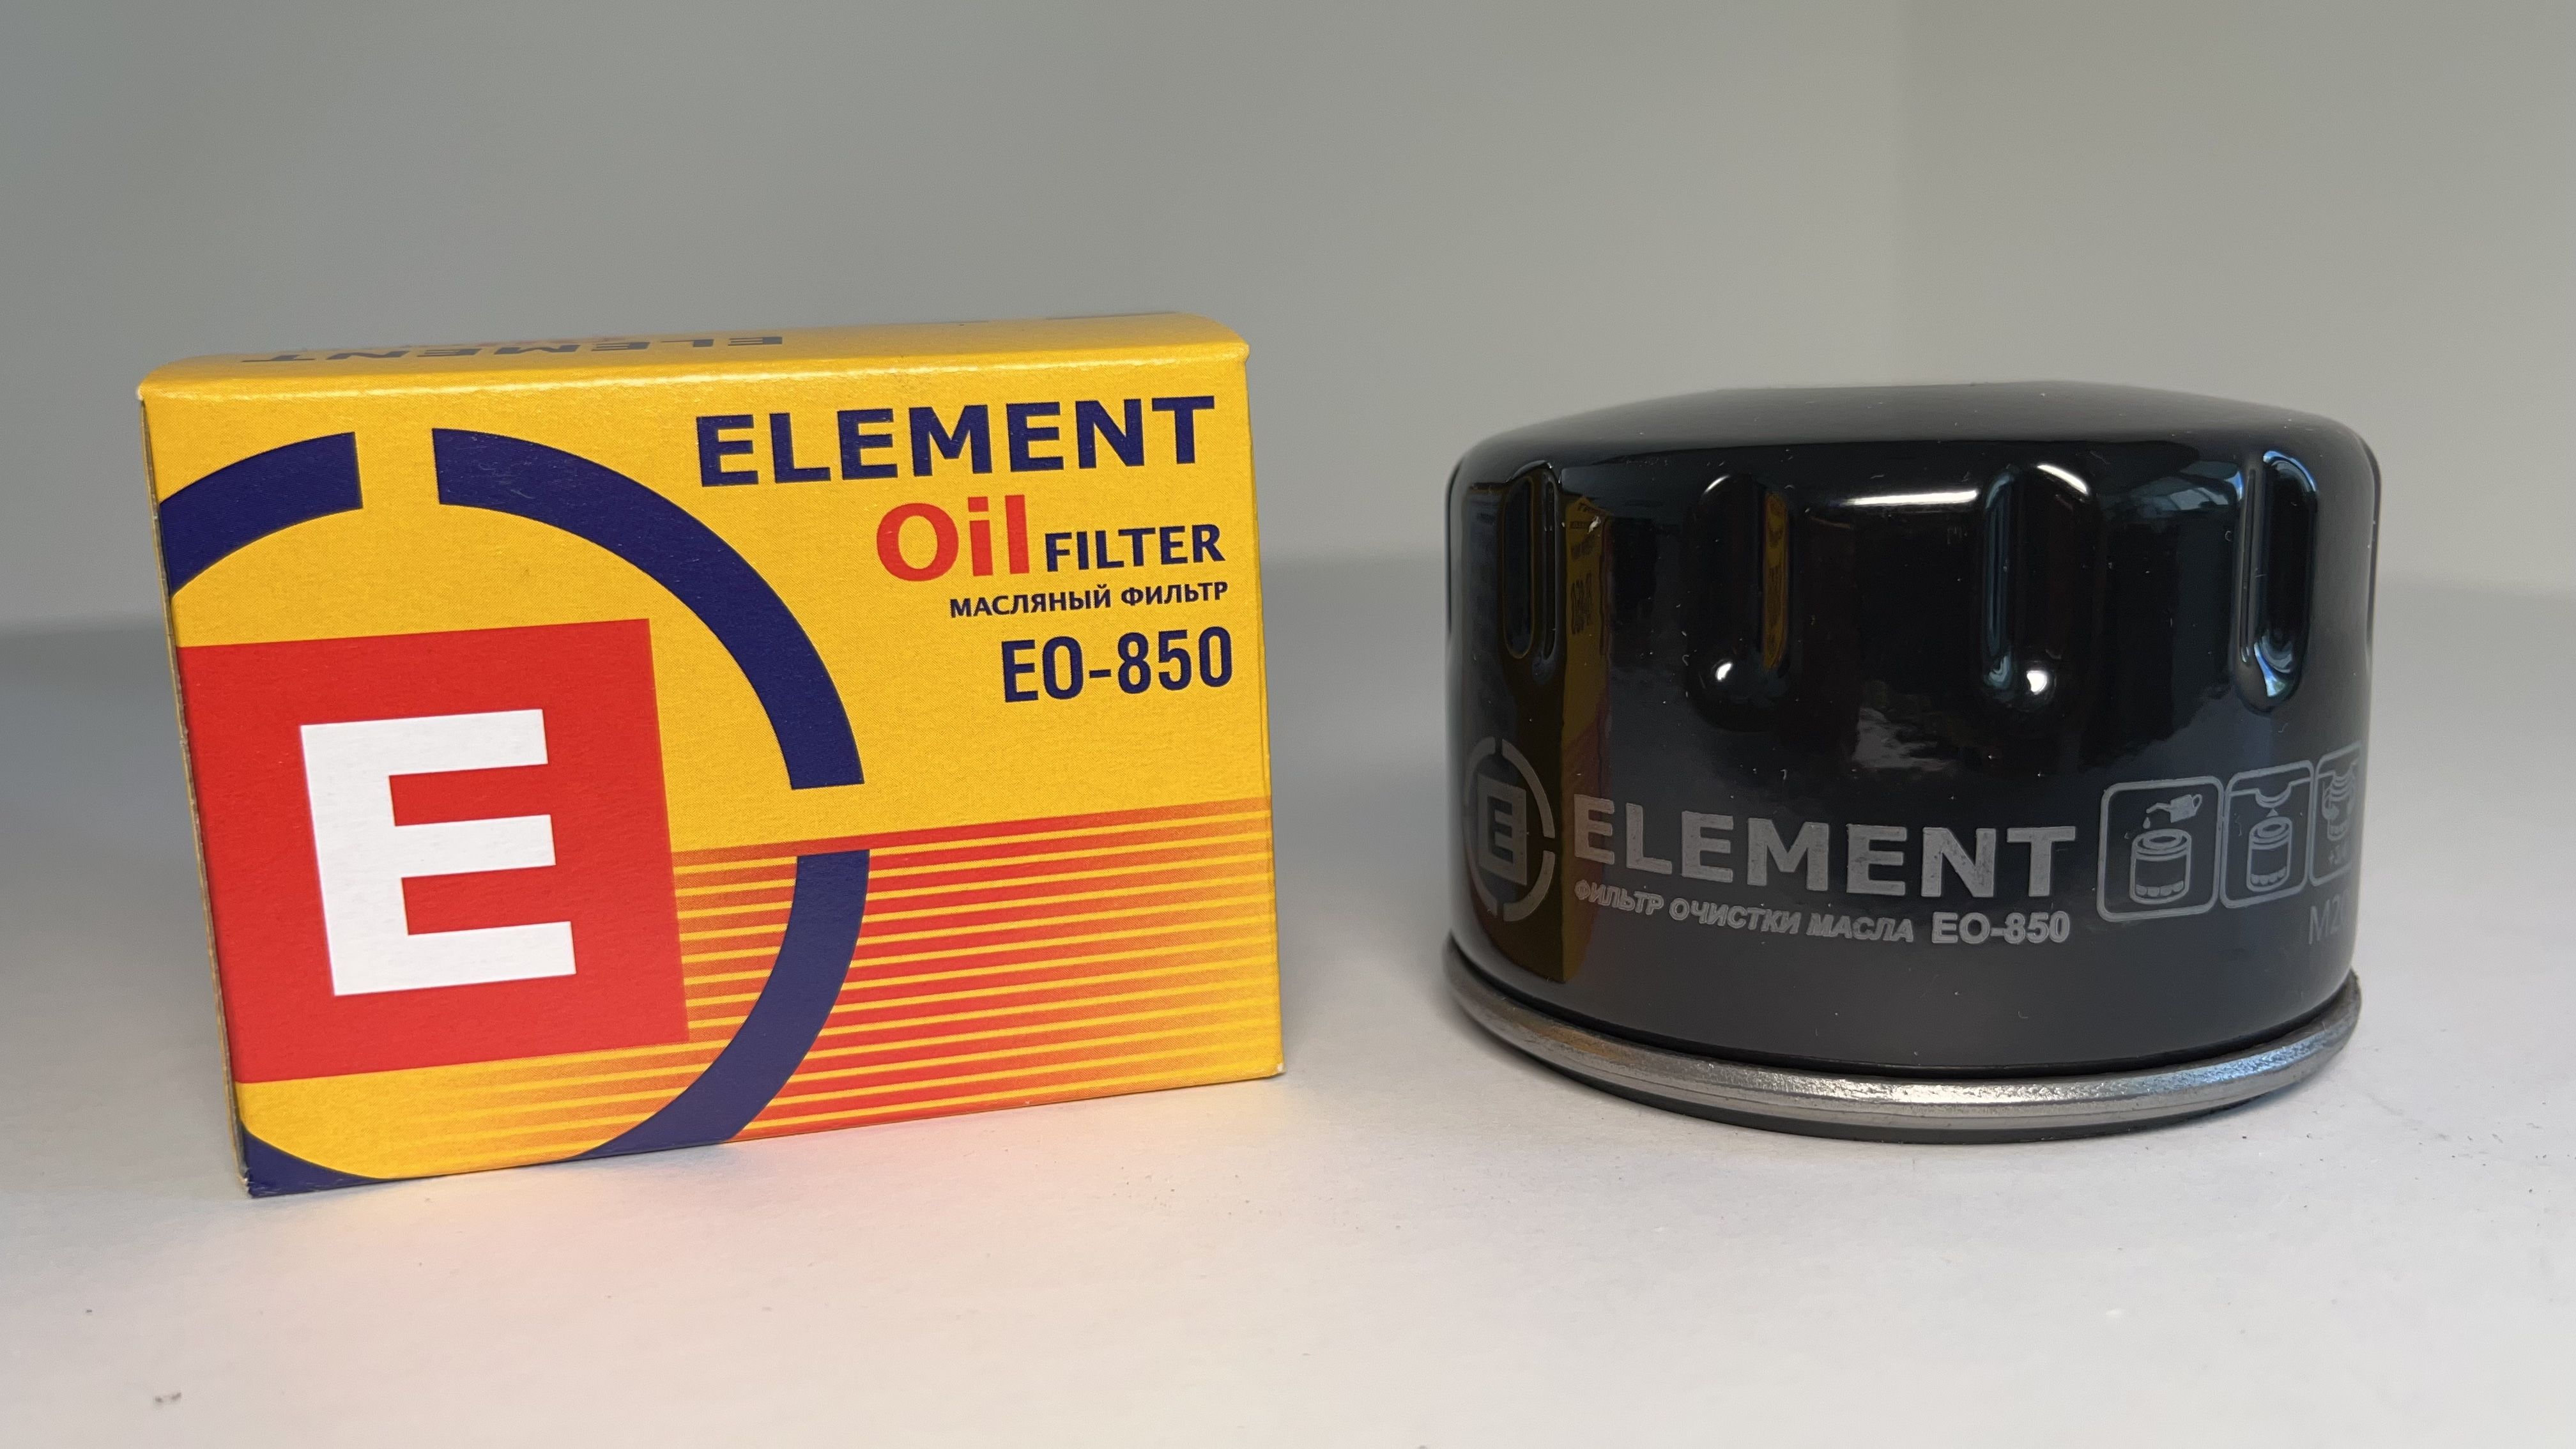 ELEMENT
ELEMENT
Oil FILTER
МАСЛЯНЫЙ ФИЛЬТР
EO-850
E
E
ELEMENT
ФИЛЬТР ОЧИСТКИ МАСЛА EO-850